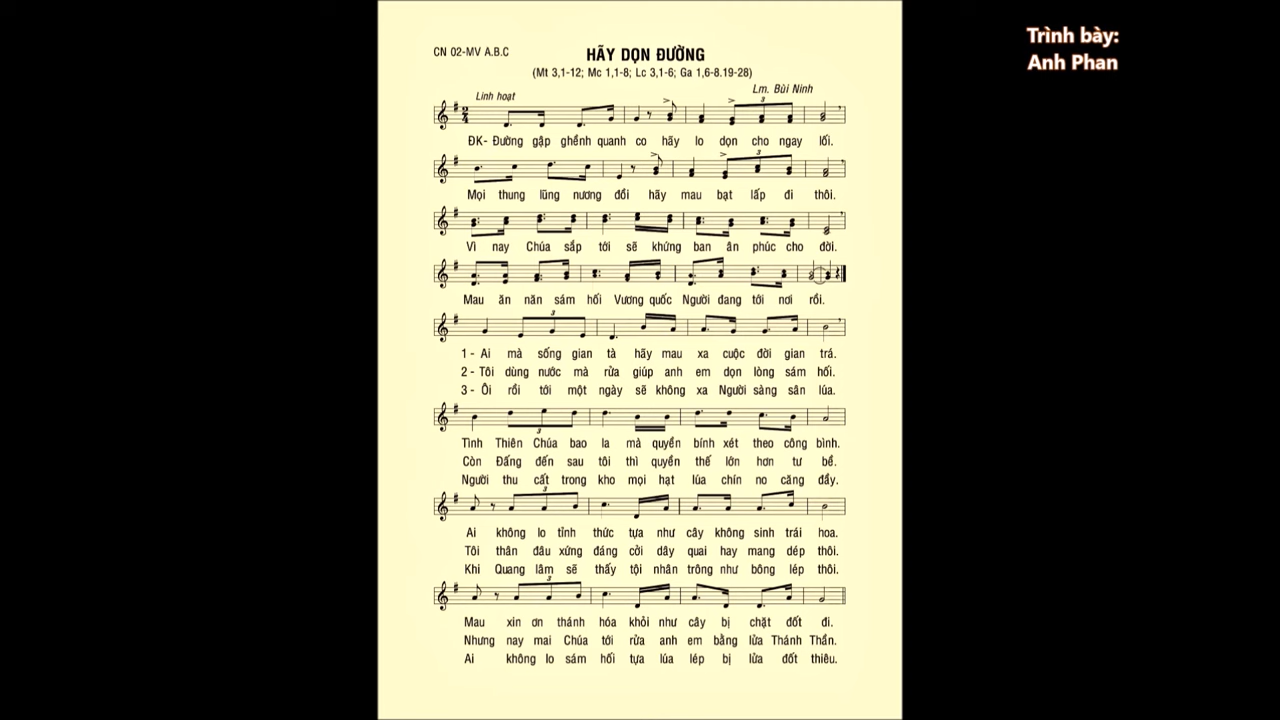 Trình bày:
Anh Phan
CN 02-MV A.B.C
HÃY DỌN ĐƯỜNG
(Mt 3,1-12; Mc 1,1-8; Lc 3,1-6; Ga 1,6-8.19-28)
Linh hoạt
Lm. Bùi Ninh
3
ĐK- Đường gập ghềnh quanh co hãy lo dọn cho ngay lối.
3
Mọi thung lũng nương đồi hãy mau bạt lấp đi thôi.
Vì nay Chúa sắp tới sẽ khứng ban ân phúc cho đời.
Mau ăn năn sám hối Vương quốc Người đang tới nơi rồi.
3
1 - Ai mà sống gian tà hãy mau xa cuộc đời gian trá.
2 - Tôi dùng nước mà rửa giúp anh em dọn lòng sám hối.
3 - Ôi rồi tới một ngày sẽ không xa Người sàng sân lúa.
3
Tình Thiên Chúa bao la mà quyền bính xét theo công bình.
Còn Đấng đến sau tôi thì quyền thế lớn hơn tư bề.
Người thu cất trong kho mọi hạt lúa chín no căng đầy.
3
Ai không lo tỉnh thức tựa như cây không sinh trái hoa.
Tôi thân đâu xứng đáng cởi dây quai hay mang dép thôi.
Khi Quang lâm sẽ thấy tội nhân trông như bông lép thôi.
3
Mau xin ơn thánh hóa khỏi như cây bị chặt đốt đi.
Nhưng nay mai Chúa tới rửa anh em bằng lửa Thánh Thần.
Ai không lo sám hối tựa lúa lép bị lửa đốt thiêu.